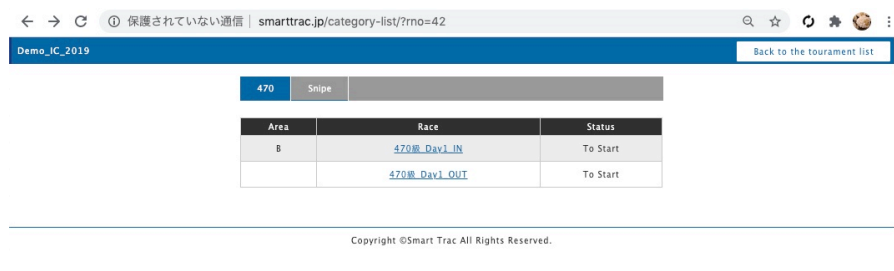 保護されていない通信 smarttrac.jp/category-list/?rno=42
Demo_IC_2019 Back to the tourament list
470 Snipe
Area Race Status
B 470級_Day1_IN To Start
470級_Day1_OUT To Start
Copyright ©Smart Trac All Rights Reserved.